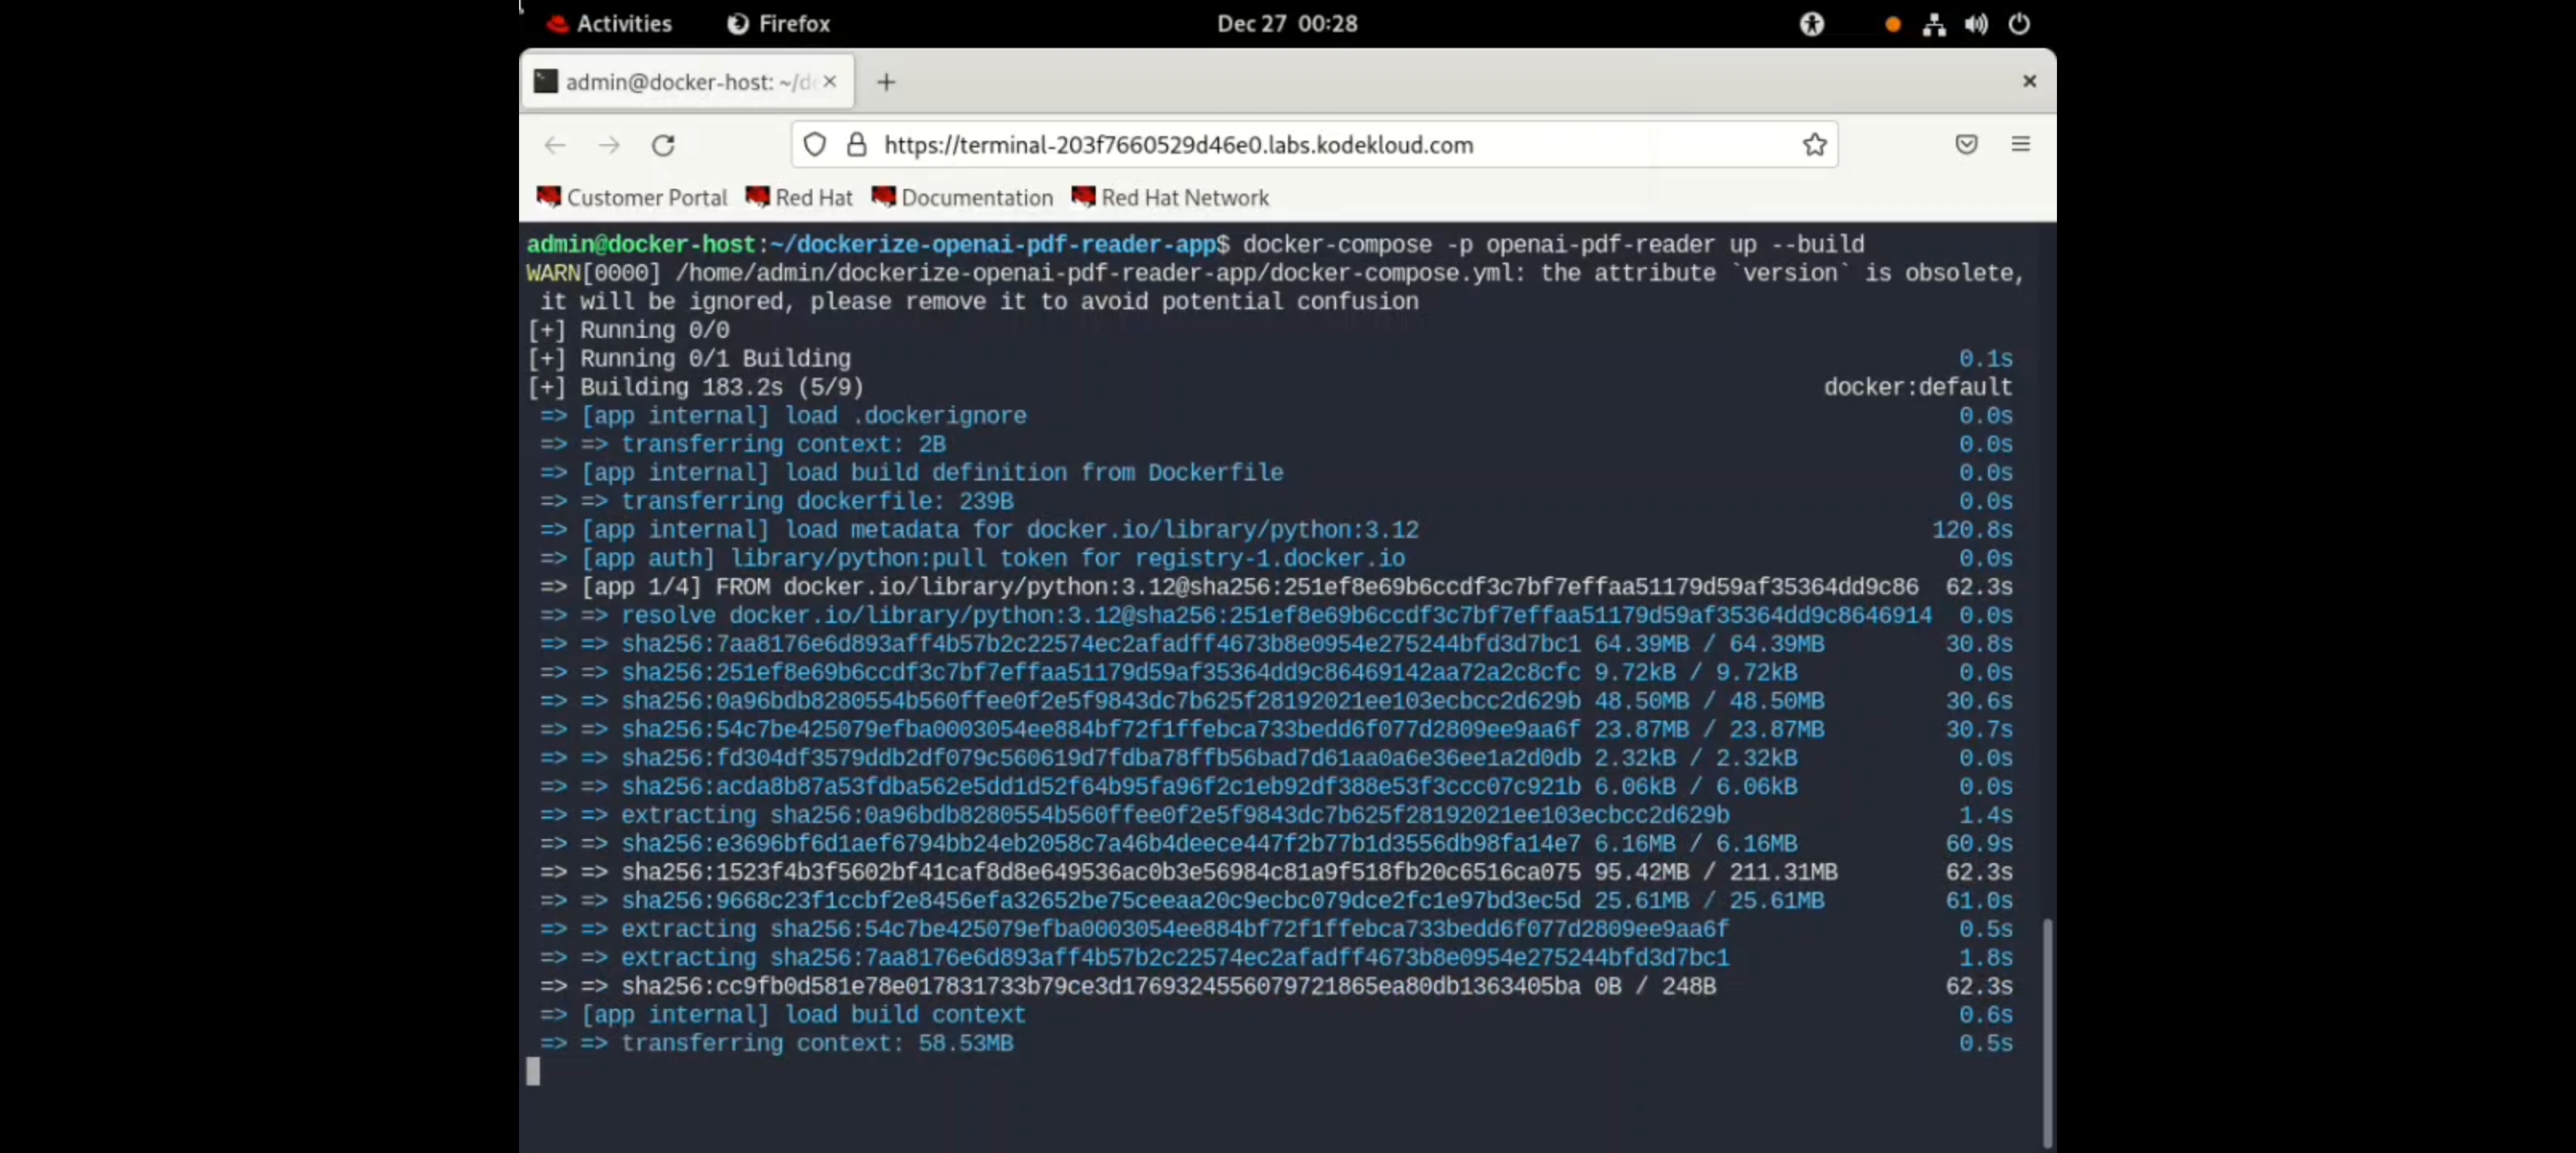 Activities Firefox Dec 27 00:28
admin@docker-host: ~/d
https://terminal-203f7660529d46e0.labs.kodekloud.com
Customer Portal Red Hat Documentation Red Hat Network
admin@docker-host:~/dockerize-openai-pdf-reader-app$ docker-compose -p openai-pdf-reader up --build
WARN[0000] /home/admin/dockerize-openai-pdf-reader-app/docker-compose.yml: the attribute `version` is obsolete,
it will be ignored, please remove it to avoid potential confusion
[+] Running 0/0
[+] Running 0/1 Building 0.1s
[+] Building 183.2s (5/9) docker:default
=> [app internal] load .dockerignore 0.0s
=> => transferring context: 2B 0.0s
=> [app internal] load build definition from Dockerfile 0.0s
=> => transferring dockerfile: 239B 0.0s
=> [app internal] load metadata for docker.io/library/python:3.12 120.8s
=> [app auth] library/python:pull token for registry-1.docker.io 0.0s
=> [app 1/4] FROM docker.io/library/python:3.12@sha256:251ef8e69b6ccdf3c7bf7effaa51179d59af35364dd9c86 62.3s
=> => resolve docker.io/library/python:3.12@sha256:251ef8e69b6ccdf3c7bf7effaa51179d59af35364dd9c8646914 0.0s
=> => sha256:7aa8176e6d893aff4b57b2c22574ec2afadff4673b8e0954e275244bfd3d7bc1 64.39MB / 64.39MB 30.8s
=> => sha256:251ef8e69b6ccdf3c7bf7effaa51179d59af35364dd9c86469142aa72a2c8cfc 9.72kB / 9.72kB 0.0s
=> => sha256:0a96bdb8280554b560ffee0f2e5f9843dc7b625f28192021ee103ecbcc2d629b 48.50MB / 48.50MB 30.6s
=> => sha256:54c7be425079efba0003054ee884bf72f1ffebca733bedd6f077d2809ee9aa6f 23.87MB / 23.87MB 30.7s
=> => sha256:fd304df3579ddb2df079c560619d7fdba78ffb56bad7d61aa0a6e36ee1a2d0db 2.32kB / 2.32kB 0.0s
=> => sha256:acda8b87a53fdba562e5dd1d52f64b95fa96f2c1eb92df388e53f3ccc07c921b 6.06kB / 6.06kB 0.0s
=> => extracting sha256:0a96bdb8280554b560ffee0f2e5f9843dc7b625f28192021ee103ecbcc2d629b 1.4s
=> => sha256:e3696bf6d1aef6794bb24eb2058c7a46b4deece447f2b77b1d3556db98fa14e7 6.16MB / 6.16MB 60.9s
=> => sha256:1523f4b3f5602bf41caf8d8e649536ac0b3e56984c81a9f518fb20c6516ca075 95.42MB / 211.31MB 62.3s
=> => sha256:9668c23f1ccbf2e8456efa32652be75ceeaa20c9ecbc079dce2fc1e97bd3ec5d 25.61MB / 25.61MB 61.0s
=> => extracting sha256:54c7be425079efba0003054ee884bf72f1ffebca733bedd6f077d2809ee9aa6f 0.5s
=> => extracting sha256:7aa8176e6d893aff4b57b2c22574ec2afadff4673b8e0954e275244bfd3d7bc1 1.8s
=> => sha256:cc9fb0d581e78e017831733b79ce3d1769324556079721865ea80db1363405ba 0B / 248B 62.3s
=> [app internal] load build context 0.6s
=> => transferring context: 58.53MB 0.5s